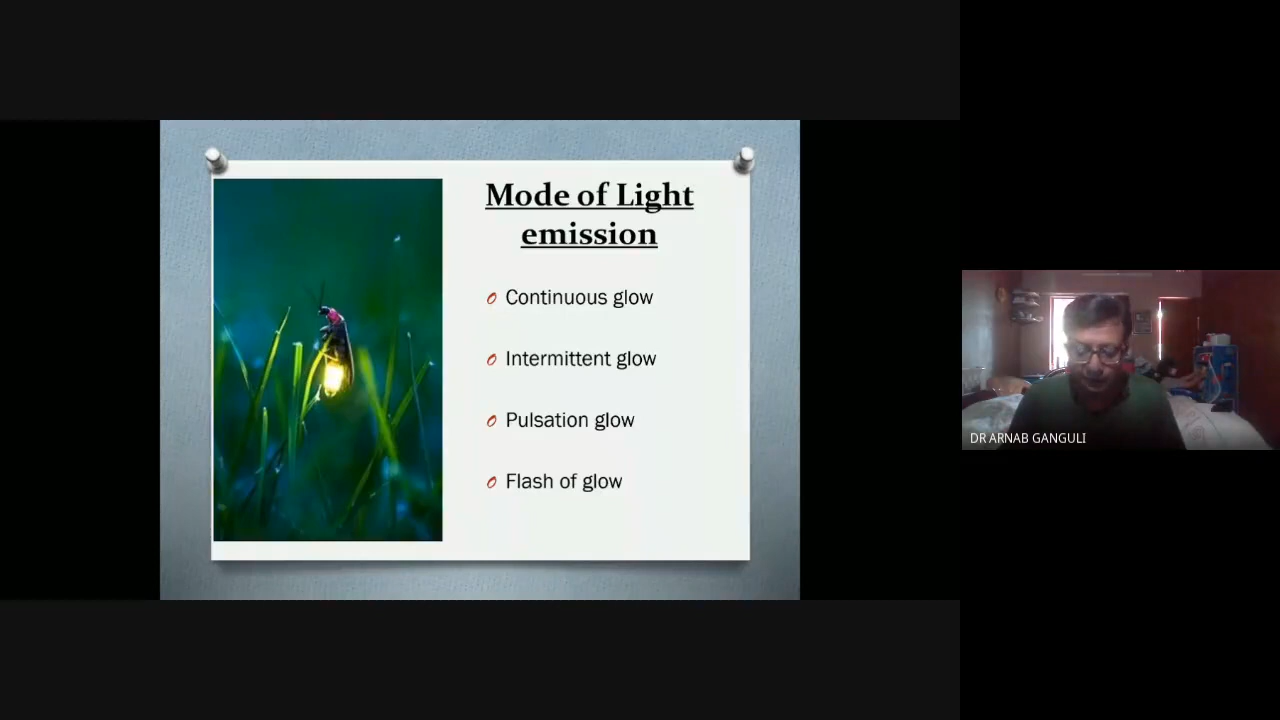 Mode of Light
emission
Continuous glow
Intermittent glow
Pulsation glow
Flash of glow
DR ARNAB GANGULI